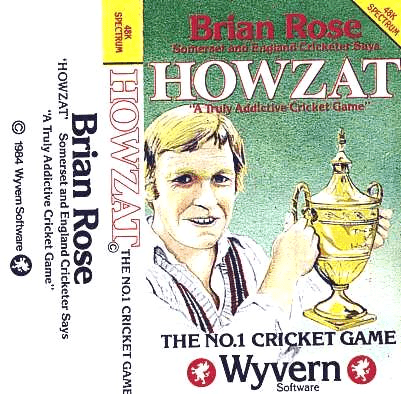 Brian Rose
'HOWZAT' Somerset and England Cricketer Says
"A Truly Addictive Cricket Game"
© 1984 Wyvern Software
48K
SPECTRUM
HOWZAT©
THE NO.1 CRICKET GAME
48K
SPECTRUM
Brian Rose
Somerset and England Cricketer Says
HOWZAT
"A Truly Addictive Cricket Game"
THE NO.1 CRICKET GAME
Wyvern
Software